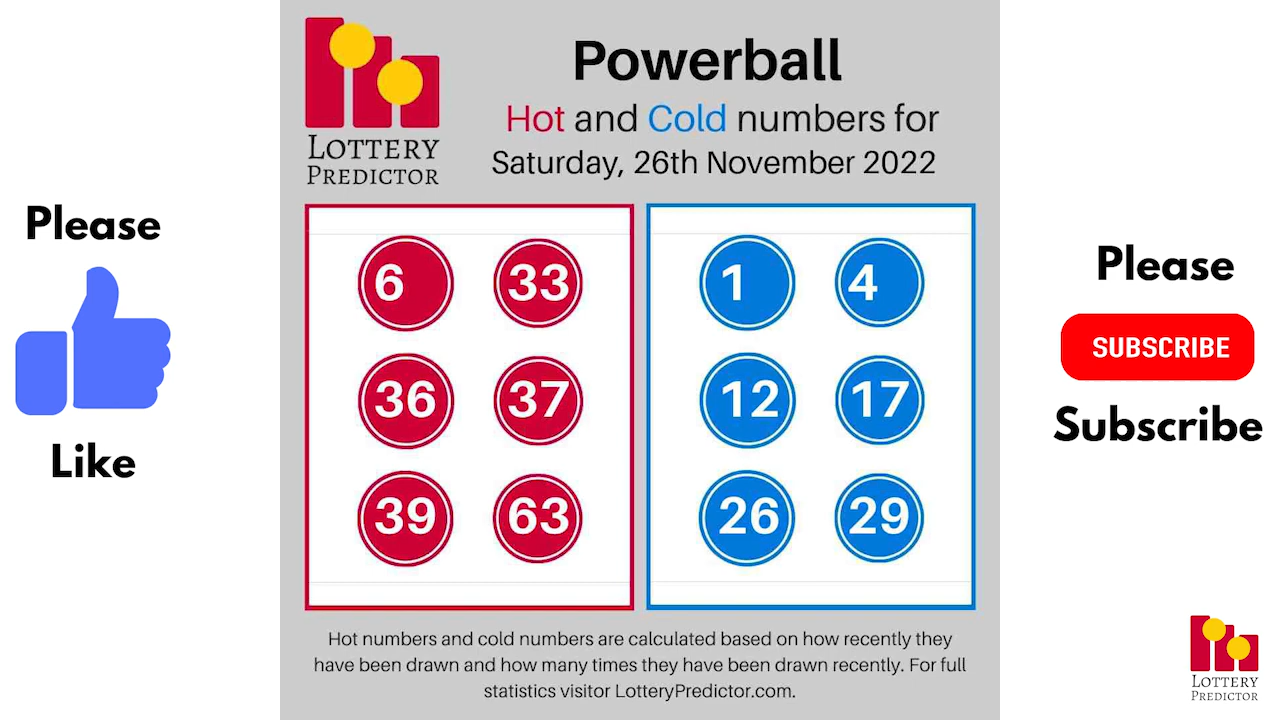 LOTTERY
PREDICTOR
Powerball
Hot and Cold numbers for
Saturday, 26th November 2022
Please
Like
6 33
36 37
39 63
1 4
12 17
26 29
Please
SUBSCRIBE
Subscribe
Hot numbers and cold numbers are calculated based on how recently they
have been drawn and how many times they have been drawn recently. For full
statistics visitor LotteryPredictor.com.
LOTTERY
PREDICTOR